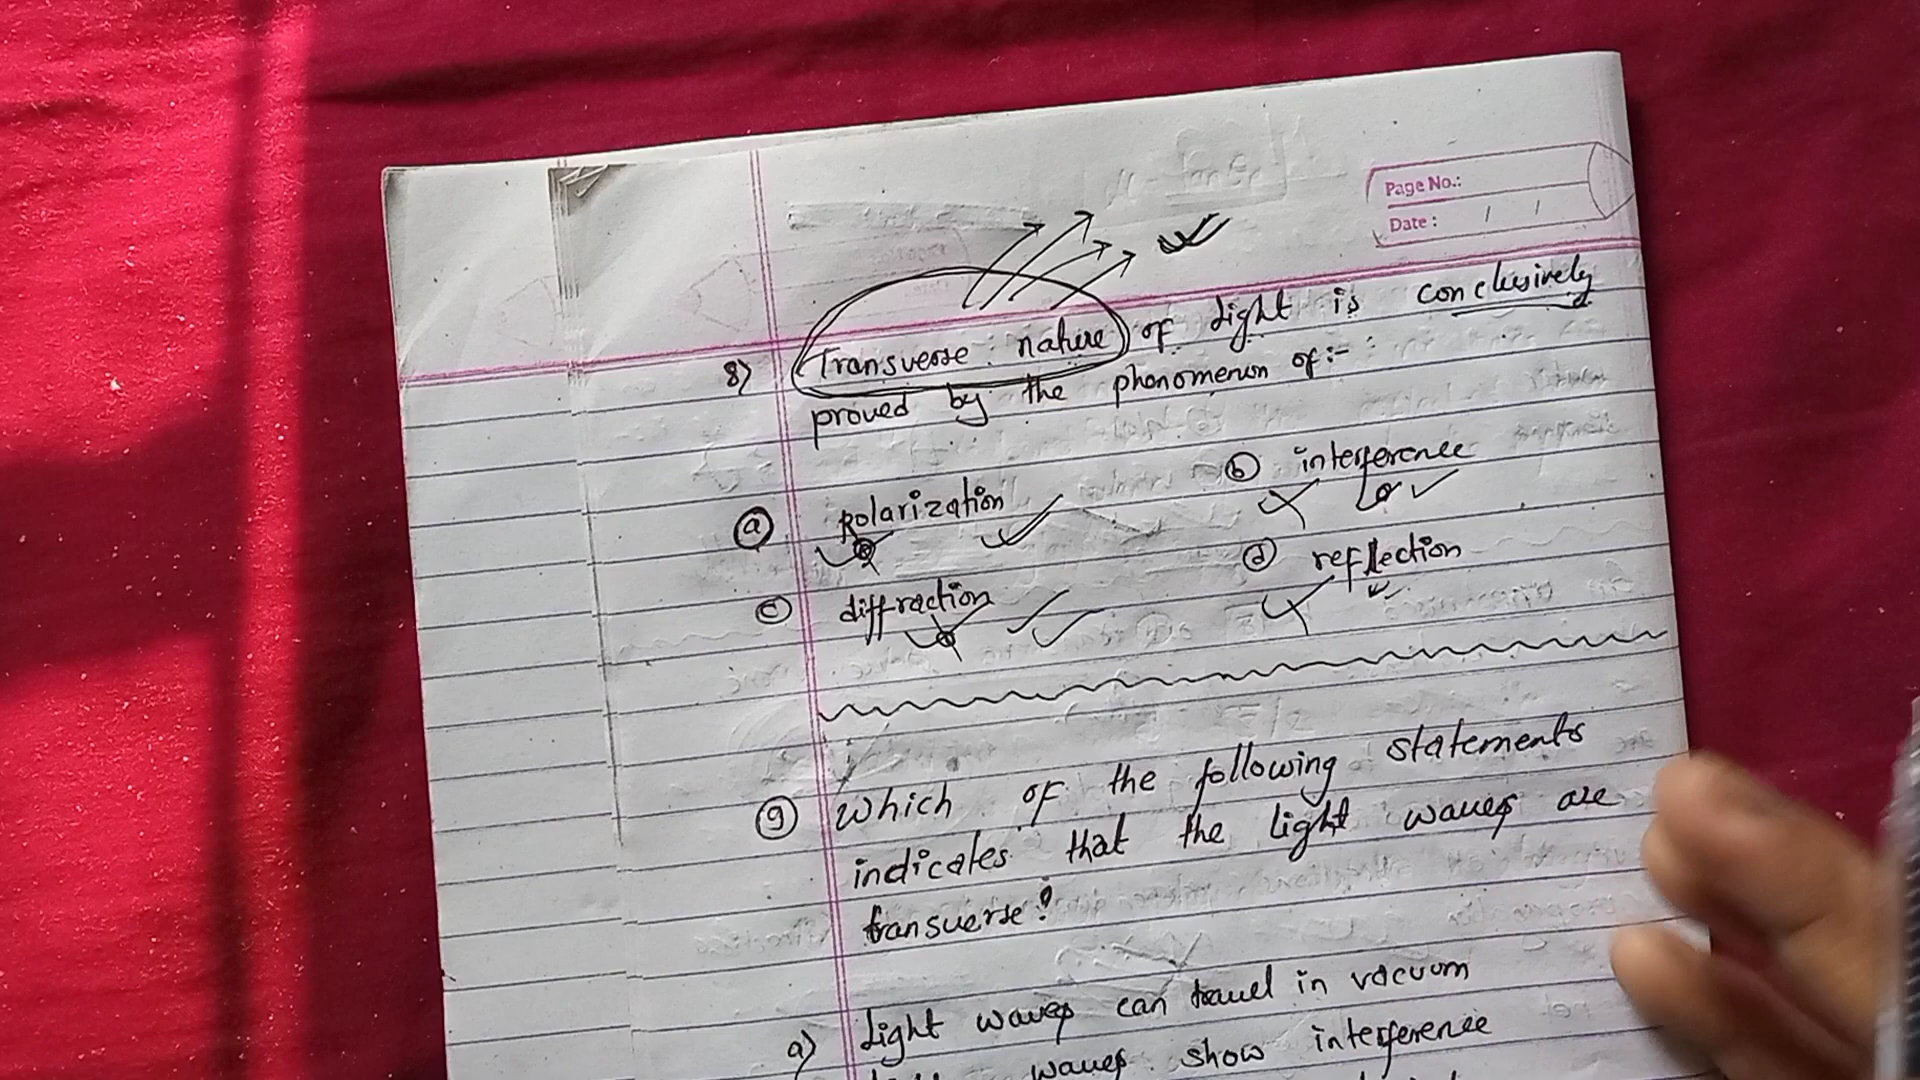 Page No.:
Date :
8) Transverse nature of light is conclusively
proved by the phonomenon of :-
a polarization b interference
c diffraction d reflection
9 Which of the following statements
indicates that the light waves are
transverse?
a) Light waves can travel in vacuum
waves show interference